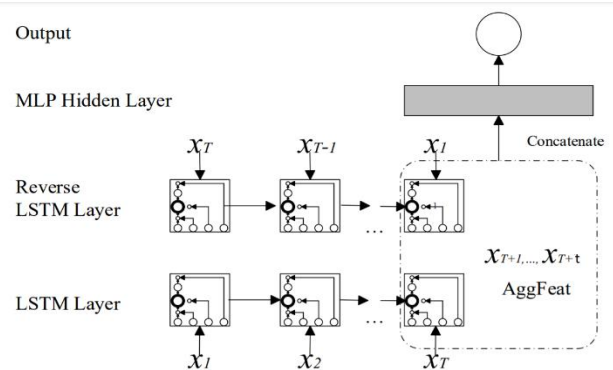 Output
MLP Hidden Layer
Concatenate
x_T x_T-1 x_1
Reverse
LSTM Layer
...
x_T+1,..., x_T+t
AggFeat
LSTM Layer
...
x_1 x_2 x_T